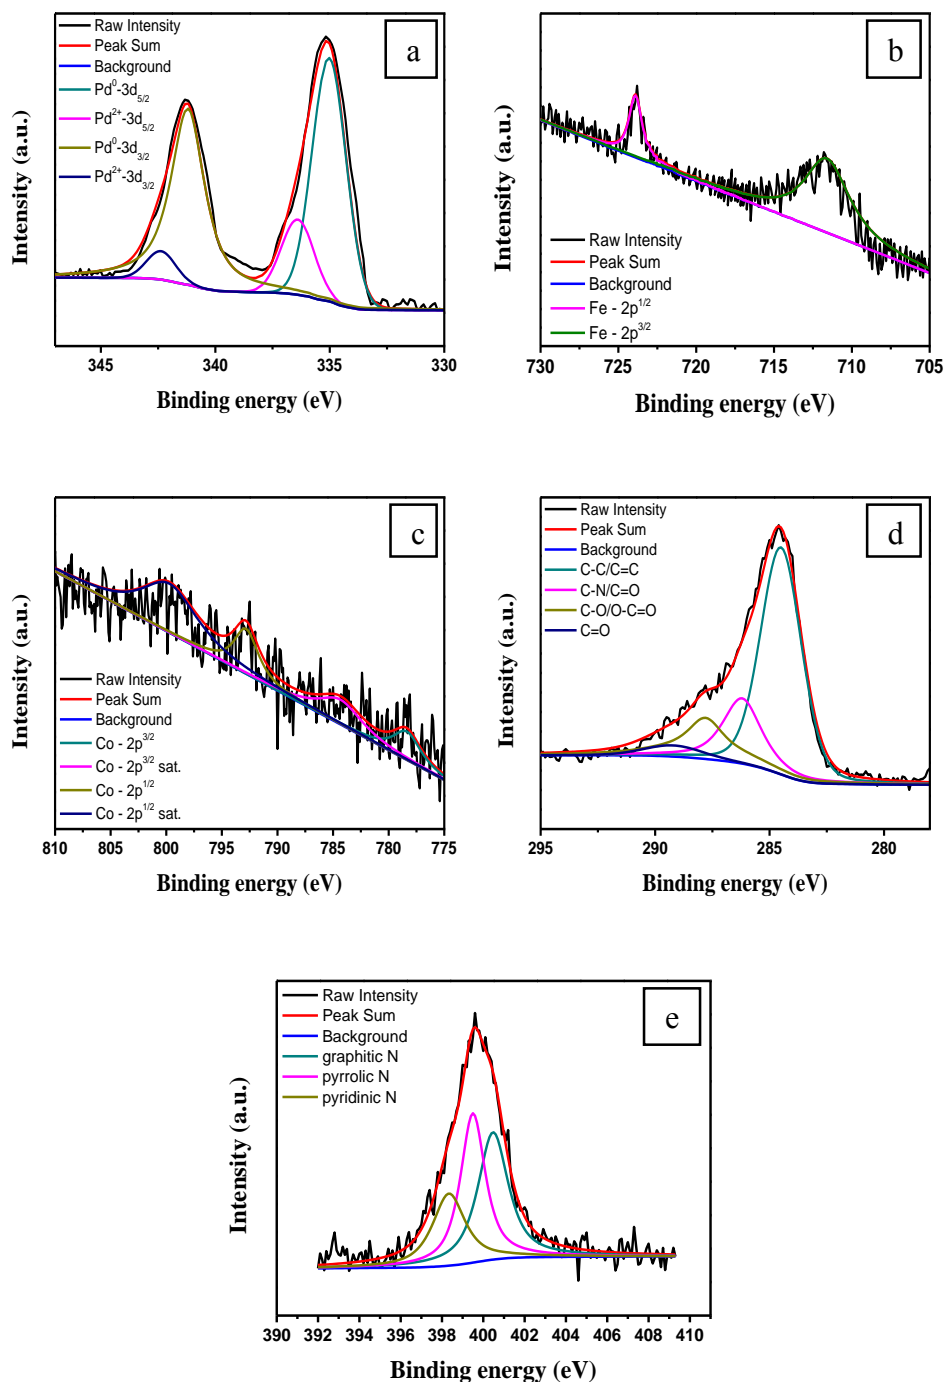 a
Raw Intensity
Peak Sum
Background
Pd0-3d5/2
Pd2+-3d5/2
Pd0-3d3/2
Pd2+-3d3/2
Intensity (a.u.)
345 340 335 330
Binding energy (eV)
b
Raw Intensity
Peak Sum
Background
Fe - 2p1/2
Fe - 2p3/2
Intensity (a.u.)
730 725 720 715 710 705
Binding energy (eV)
c
Raw Intensity
Peak Sum
Background
Co - 2p3/2
Co - 2p3/2 sat.
Co - 2p1/2
Co - 2p1/2 sat.
Intensity (a.u.)
810 805 800 795 790 785 780 775
Binding energy (eV)
d
Raw Intensity
Peak Sum
Background
C-C/C=C
C-N/C=O
C-O/O-C=O
C=O
Intensity (a.u.)
295 290 285 280
Binding energy (eV)
e
Raw Intensity
Peak Sum
Background
graphitic N
pyrrolic N
pyridinic N
Intensity (a.u.)
390 392 394 396 398 400 402 404 406 408 410
Binding energy (eV)